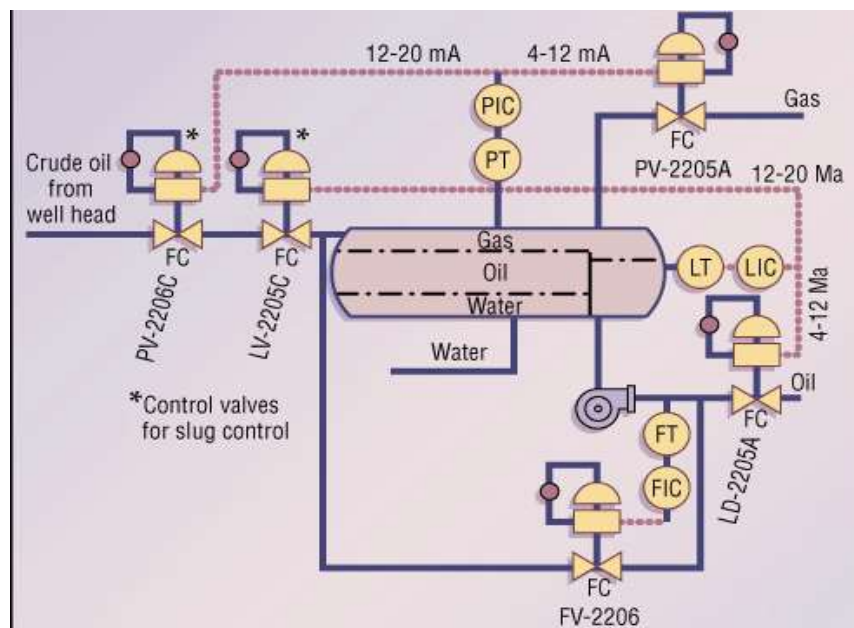 12-20 mA
4-12 mA
PIC
PT
Gas
FC
PV-2205A
12-20 Ma
*
*
Crude oil
from
well head
FC
FC
PV-2206C
LV-2205C
Gas
Oil
Water
LT
LIC
4-12 Ma
Water
Oil
FC
LD-2205A
*Control valves
for slug control
FT
FIC
FC
FV-2206